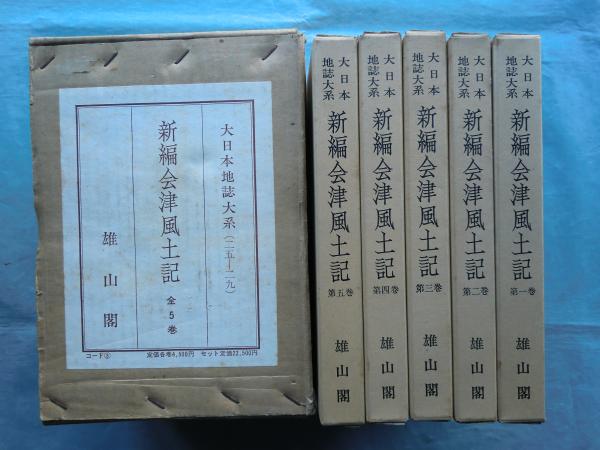 大日本地誌大系(二五―二九)
新編会津風土記 全5巻
雄山閣
コード③
定価各巻4,500円 セット定価22,500円
大日本
地誌大系
新編会津風土記
第一巻
雄山閣
大日本
地誌大系
新編会津風土記
第二巻
雄山閣
大日本
地誌大系
新編会津風土記
第三巻
雄山閣
大日本
地誌大系
新編会津風土記
第四巻
雄山閣
大日本
地誌大系
新編会津風土記
第五巻
雄山閣